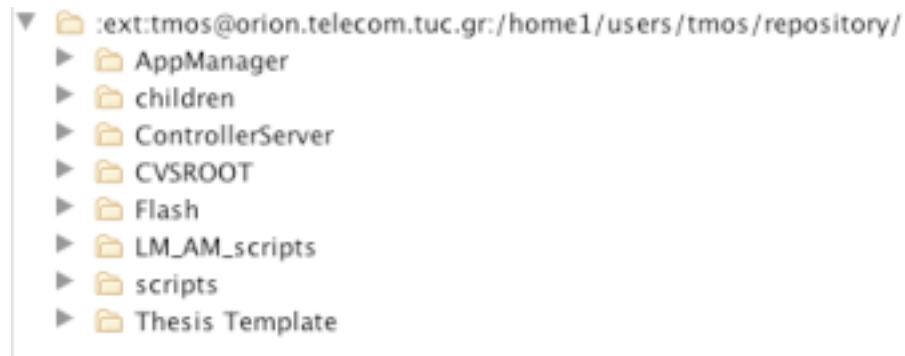 :ext:tmos@orion.telecom.tuc.gr:/home1/users/tmos/repository/
AppManager
children
ControllerServer
CVSROOT
Flash
LM_AM_scripts
scripts
Thesis Template